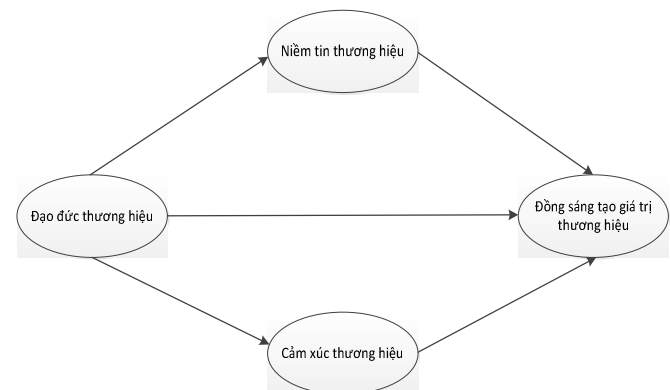 Niềm tin thương hiệu
Đạo đức thương hiệu
Đồng sáng tạo giá trị
thương hiệu
Cảm xúc thương hiệu